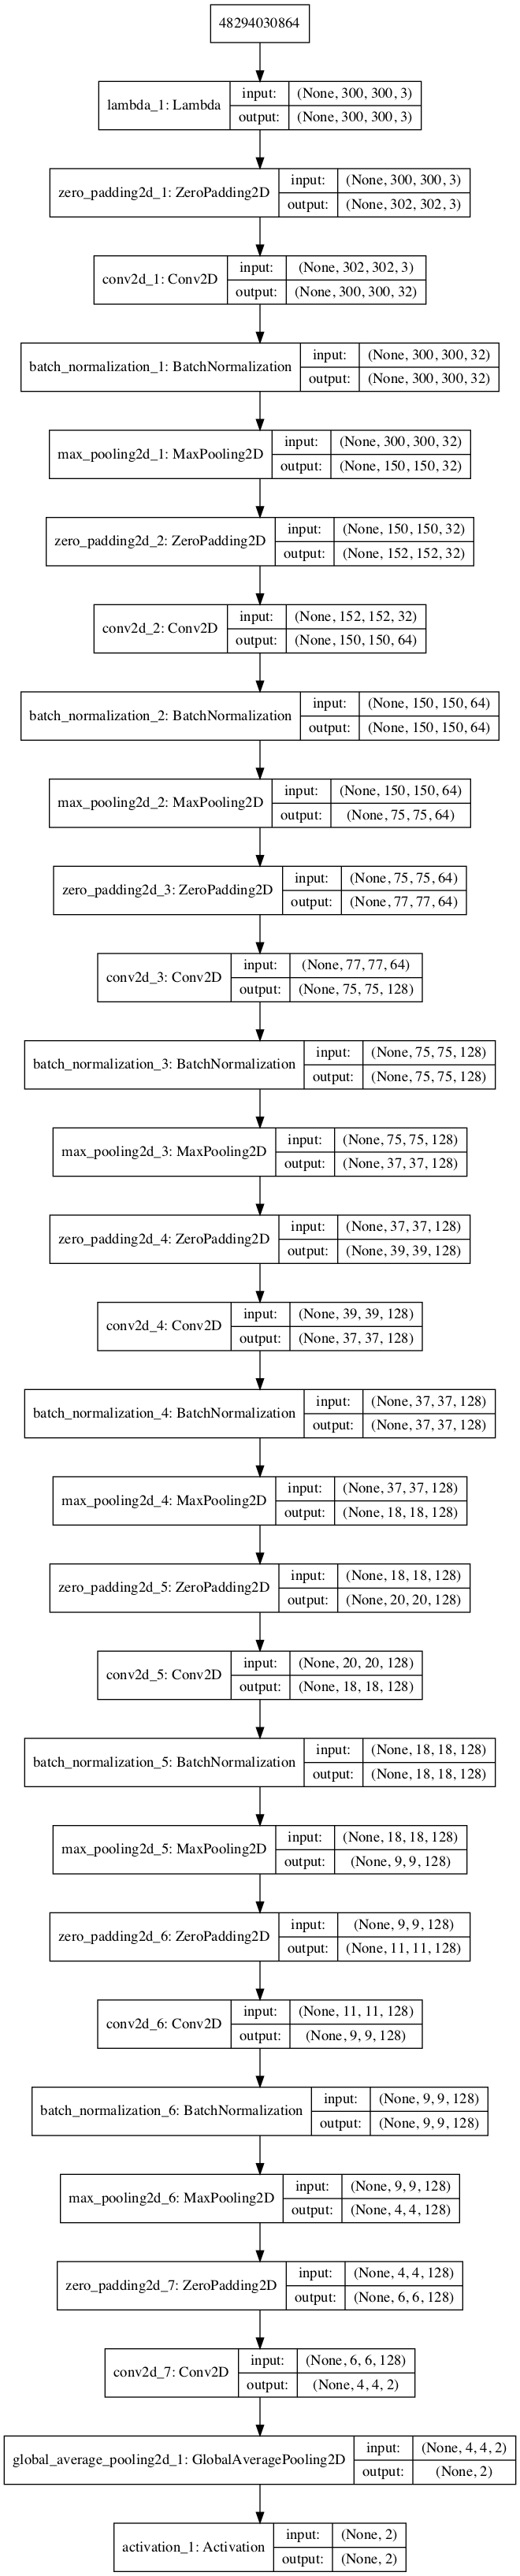 48294030864
lambda_1: Lambda
input: (None, 300, 300, 3)
output: (None, 300, 300, 3)
zero_padding2d_1: ZeroPadding2D
input: (None, 300, 300, 3)
output: (None, 302, 302, 3)
conv2d_1: Conv2D
input: (None, 302, 302, 3)
output: (None, 300, 300, 32)
batch_normalization_1: BatchNormalization
input: (None, 300, 300, 32)
output: (None, 300, 300, 32)
max_pooling2d_1: MaxPooling2D
input: (None, 300, 300, 32)
output: (None, 150, 150, 32)
zero_padding2d_2: ZeroPadding2D
input: (None, 150, 150, 32)
output: (None, 152, 152, 32)
conv2d_2: Conv2D
input: (None, 152, 152, 32)
output: (None, 150, 150, 64)
batch_normalization_2: BatchNormalization
input: (None, 150, 150, 64)
output: (None, 150, 150, 64)
max_pooling2d_2: MaxPooling2D
input: (None, 150, 150, 64)
output: (None, 75, 75, 64)
zero_padding2d_3: ZeroPadding2D
input: (None, 75, 75, 64)
output: (None, 77, 77, 64)
conv2d_3: Conv2D
input: (None, 77, 77, 64)
output: (None, 75, 75, 128)
batch_normalization_3: BatchNormalization
input: (None, 75, 75, 128)
output: (None, 75, 75, 128)
max_pooling2d_3: MaxPooling2D
input: (None, 75, 75, 128)
output: (None, 37, 37, 128)
zero_padding2d_4: ZeroPadding2D
input: (None, 37, 37, 128)
output: (None, 39, 39, 128)
conv2d_4: Conv2D
input: (None, 39, 39, 128)
output: (None, 37, 37, 128)
batch_normalization_4: BatchNormalization
input: (None, 37, 37, 128)
output: (None, 37, 37, 128)
max_pooling2d_4: MaxPooling2D
input: (None, 37, 37, 128)
output: (None, 18, 18, 128)
zero_padding2d_5: ZeroPadding2D
input: (None, 18, 18, 128)
output: (None, 20, 20, 128)
conv2d_5: Conv2D
input: (None, 20, 20, 128)
output: (None, 18, 18, 128)
batch_normalization_5: BatchNormalization
input: (None, 18, 18, 128)
output: (None, 18, 18, 128)
max_pooling2d_5: MaxPooling2D
input: (None, 18, 18, 128)
output: (None, 9, 9, 128)
zero_padding2d_6: ZeroPadding2D
input: (None, 9, 9, 128)
output: (None, 11, 11, 128)
conv2d_6: Conv2D
input: (None, 11, 11, 128)
output: (None, 9, 9, 128)
batch_normalization_6: BatchNormalization
input: (None, 9, 9, 128)
output: (None, 9, 9, 128)
max_pooling2d_6: MaxPooling2D
input: (None, 9, 9, 128)
output: (None, 4, 4, 128)
zero_padding2d_7: ZeroPadding2D
input: (None, 4, 4, 128)
output: (None, 6, 6, 128)
conv2d_7: Conv2D
input: (None, 6, 6, 128)
output: (None, 4, 4, 2)
global_average_pooling2d_1: GlobalAveragePooling2D
input: (None, 4, 4, 2)
output: (None, 2)
activation_1: Activation
input: (None, 2)
output: (None, 2)